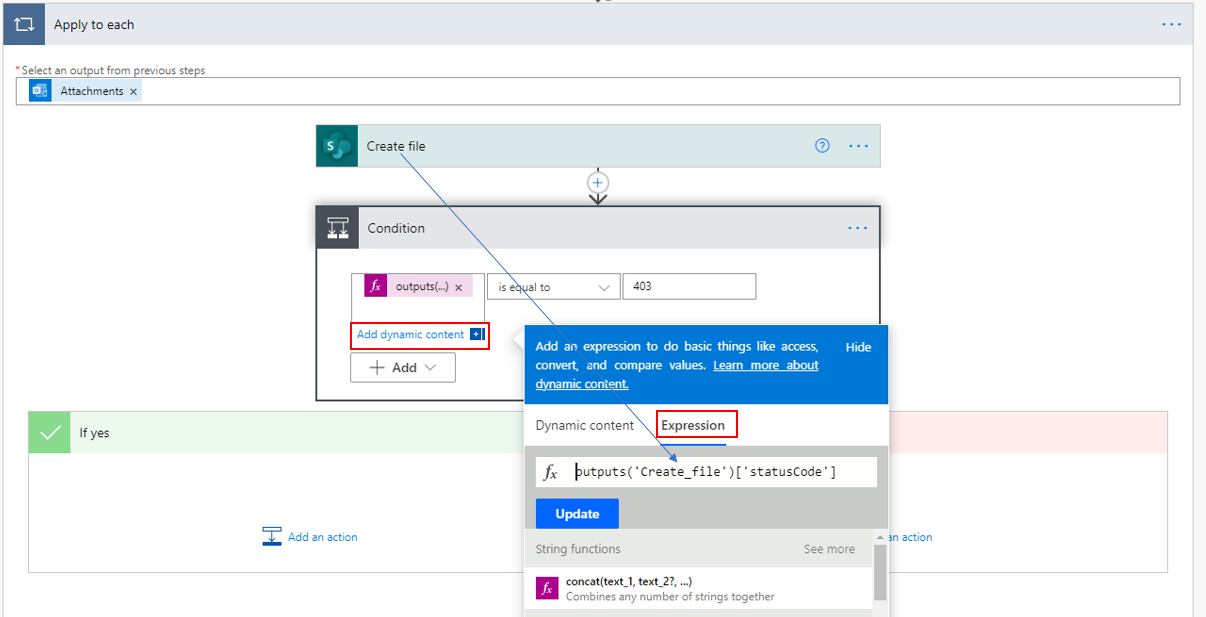 Apply to each
*Select an output from previous steps
Attachments ×
Create file
Condition
fx outputs(...) ×
is equal to
403
Add dynamic content
Add
Add an expression to do basic things like access,
convert, and compare values. Learn more about
dynamic content.
Hide
Dynamic content
Expression
fx outputs('Create_file')['statusCode']
Update
String functions
See more
fx concat(text_1, text_2?, ...)
Combines any number of strings together
If yes
Add an action
an action